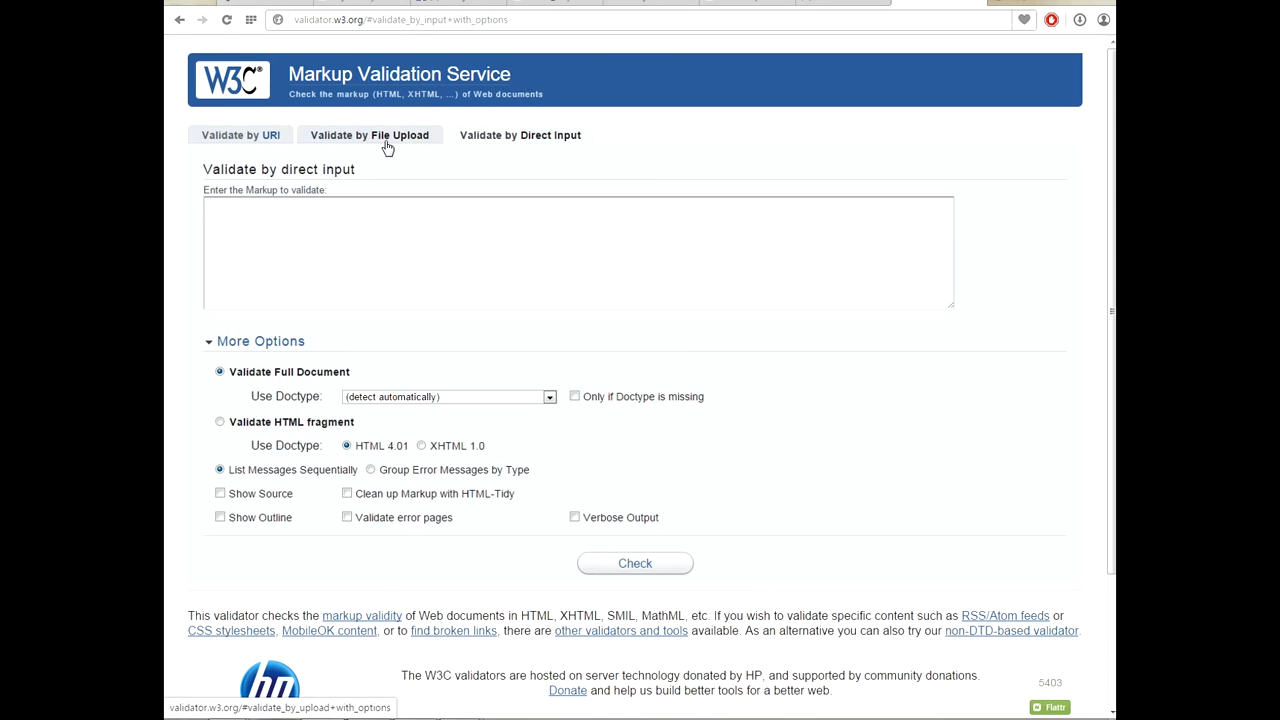 validator.w3.org/#validate_by_input+with_options
W3C® Markup Validation Service
Check the markup (HTML, XHTML, ...) of Web documents
Validate by URI Validate by File Upload Validate by Direct Input
Validate by direct input
Enter the Markup to validate:
More Options
Validate Full Document
Use Doctype: (detect automatically) Only if Doctype is missing
Validate HTML fragment
Use Doctype: HTML 4.01 XHTML 1.0
List Messages Sequentially Group Error Messages by Type
Show Source Clean up Markup with HTML-Tidy
Show Outline Validate error pages Verbose Output
Check
This validator checks the markup validity of Web documents in HTML, XHTML, SMIL, MathML, etc. If you wish to validate specific content such as RSS/Atom feeds or
CSS stylesheets, MobileOK content, or to find broken links, there are other validators and tools available. As an alternative you can also try our non-DTD-based validator.
hp
The W3C validators are hosted on server technology donated by HP, and supported by community donations.
Donate and help us build better tools for a better web.
5403
Flattr
validator.w3.org/#validate_by_upload+with_options